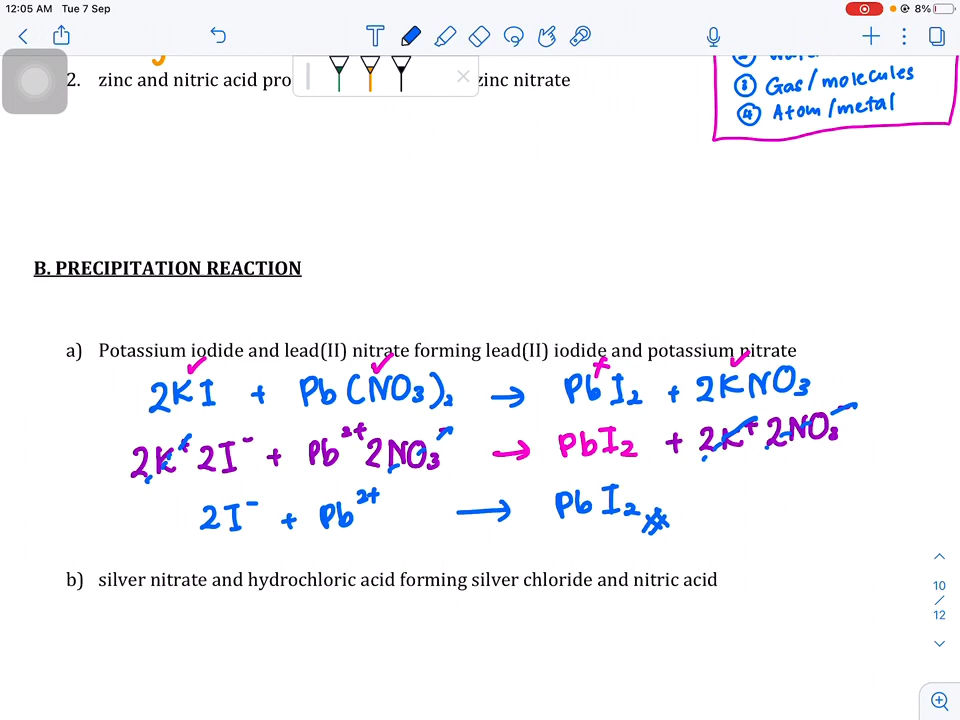 12:05 AM Tue 7 Sep
8%
2. zinc and nitric acid pro zinc nitrate
③ Gas/molecules
④ Atom/metal
B. PRECIPITATION REACTION
a) Potassium iodide and lead(II) nitrate forming lead(II) iodide and potassium nitrate
2KI + Pb(NO₃)₂ → PbI₂ + 2KNO₃
2K⁺ 2I⁻ + Pb²⁺ 2NO₃⁻ → PbI₂ + 2K⁺ 2NO₃⁻
2I⁻ + Pb²⁺ → PbI₂
b) silver nitrate and hydrochloric acid forming silver chloride and nitric acid
10
/
12